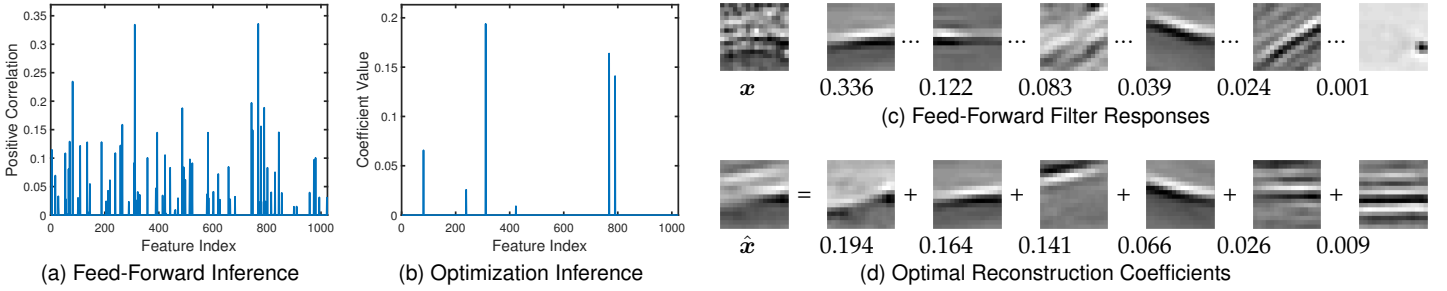 0.35
0.3
0.25
0.2
0.15
0.1
0.05
0
Positive Correlation
0 200 400 600 800 1000
Feature Index
(a) Feed-Forward Inference
0.2
0.15
0.1
0.05
0
Coefficient Value
0 200 400 600 800 1000
Feature Index
(b) Optimization Inference
... ... ... ... ...
x 0.336 0.122 0.083 0.039 0.024 0.001
(c) Feed-Forward Filter Responses
= + + + + +
x̂ 0.194 0.164 0.141 0.066 0.026 0.009
(d) Optimal Reconstruction Coefficients